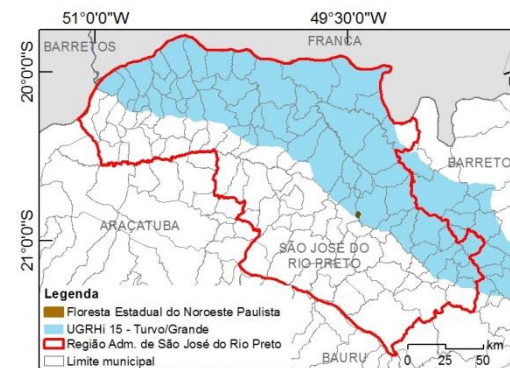 51°0'0"W
49°30'0"W
BARRETOS
FRANCA
20°0'0"S
BARRETO
ARAÇATUBA
SÃO JOSÉ DO
RIO PRETO
21°0'0"S
Legenda
Floresta Estadual do Noroeste Paulista
UGRHi 15 - Turvo/Grande
Região Adm. de São José do Rio Preto
Limite municipal
BAURU
km
0 25 50